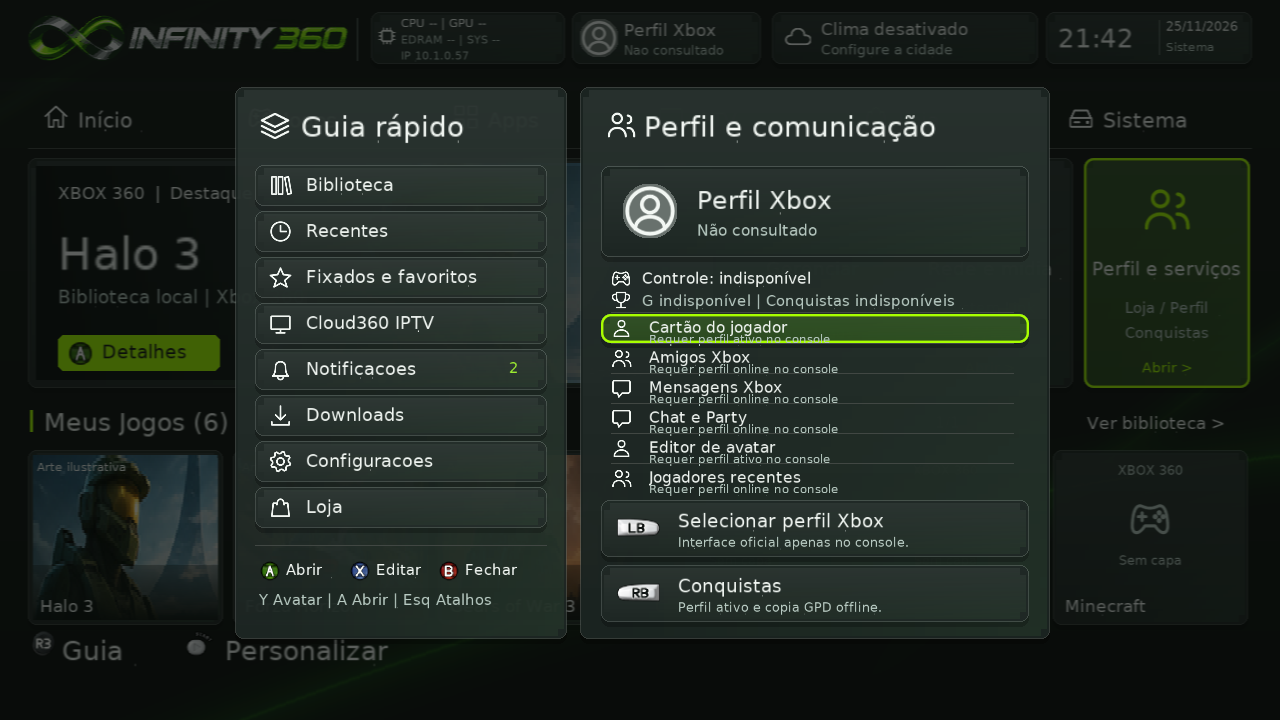 INFINITY 360
CPU -- | GPU --
EDRAM -- | SYS --
IP 10.1.0.57
Perfil Xbox
Nao consultado
Clima desativado
Configure a cidade
21:42
25/11/2026
Sistema
Início
Apps
Sistema
Guia rápido
Biblioteca
Recentes
Fixados e favoritos
Cloud360 IPTV
Notificacoes 2
Downloads
Configuracoes
Loja
A Abrir X Editar B Fechar
Y Avatar | A Abrir | Esq Atalhos
Perfil e comunicação
Perfil Xbox
Não consultado
Controle: indisponível
G indisponível | Conquistas indisponíveis
Cartão do jogador
Requer perfil ativo no console
Amigos Xbox
Requer perfil online no console
Mensagens Xbox
Requer perfil online no console
Chat e Party
Requer perfil online no console
Editor de avatar
Requer perfil ativo no console
Jogadores recentes
Requer perfil online no console
LB Selecionar perfil Xbox
Interface oficial apenas no console.
RB Conquistas
Perfil ativo e copia GPD offline.
XBOX 360 | Destaqu
Halo 3
Biblioteca local | Xb
A Detalhes
Perfil e serviços
Loja / Perfil
Conquistas
Abrir >
Meus Jogos (6)
Ver biblioteca >
Arte ilustrativa
Halo 3
XBOX 360
Sem capa
Minecraft
R3 Guia
Personalizar